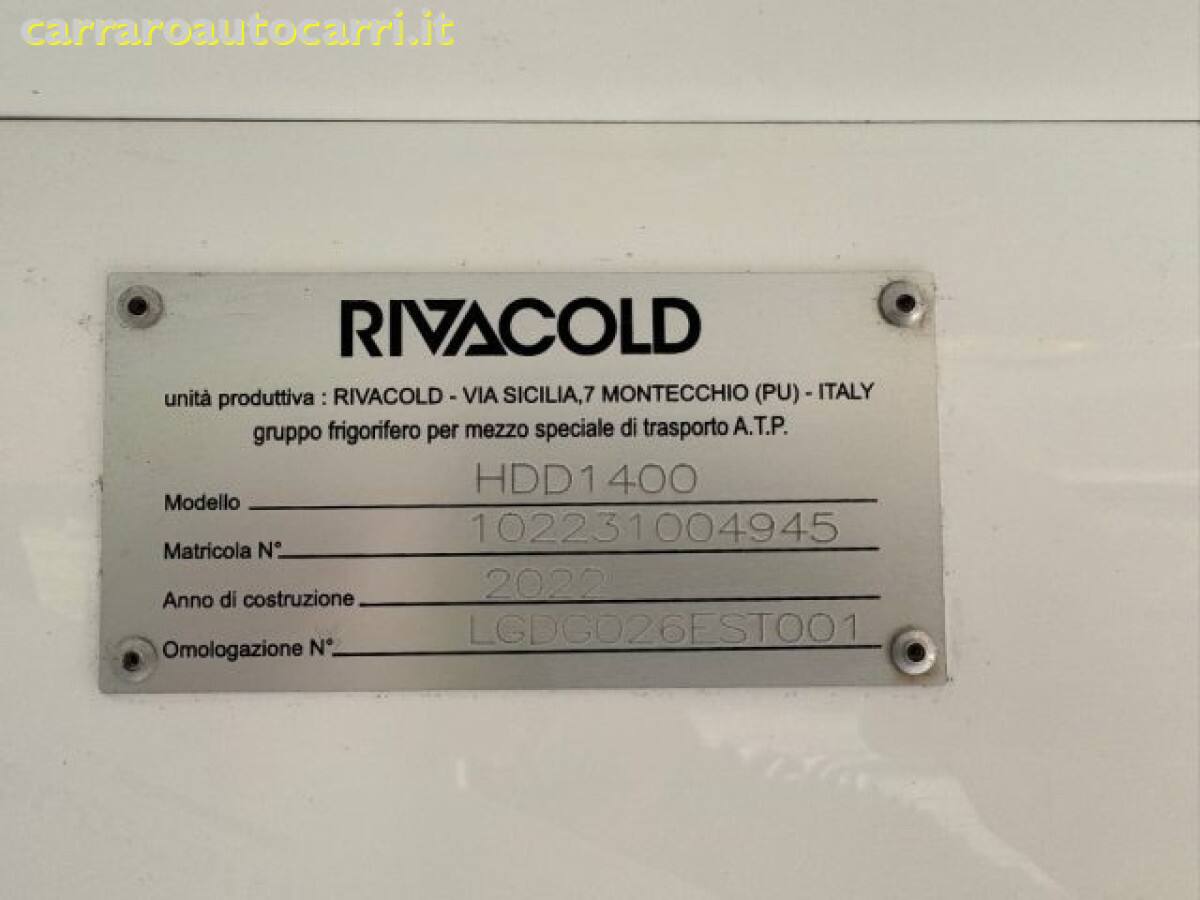 carraroautocarri.it
RIVACOLD
unità produttiva : RIVACOLD - VIA SICILIA,7 MONTECCHIO (PU) - ITALY
gruppo frigorifero per mezzo speciale di trasporto A.T.P.
Modello HDD1400
Matricola N° 102231004945
Anno di costruzione 2022
Omologazione N° LGDG026EST001